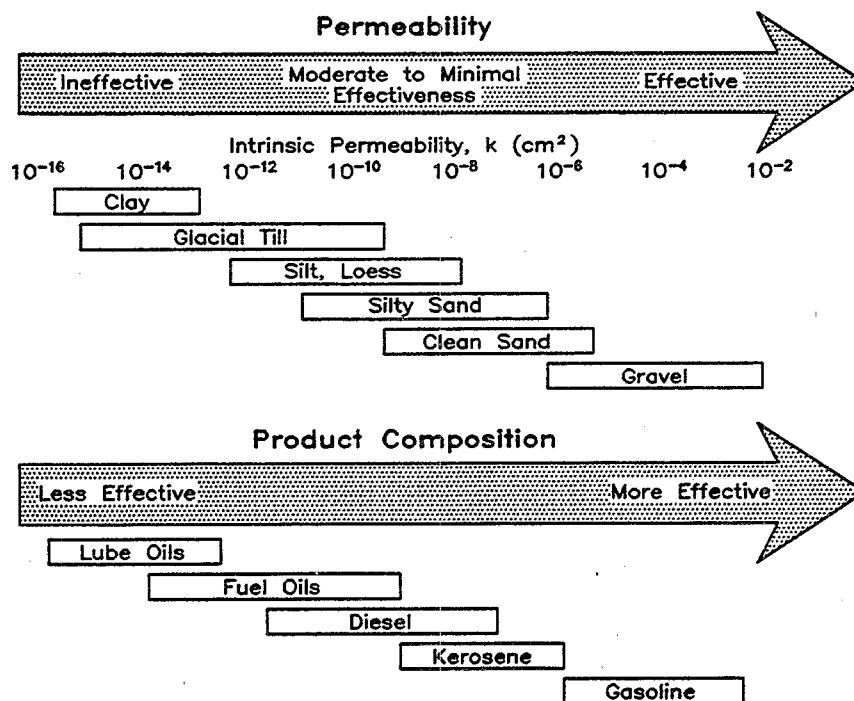 Permeability
Ineffective Moderate to Minimal Effectiveness Effective
Intrinsic Permeability, k (cm²)
10⁻¹⁶ 10⁻¹⁴ 10⁻¹² 10⁻¹⁰ 10⁻⁸ 10⁻⁶ 10⁻⁴ 10⁻²
Clay
Glacial Till
Silt, Loess
Silty Sand
Clean Sand
Gravel
Product Composition
Less Effective More Effective
Lube Oils
Fuel Oils
Diesel
Kerosene
Gasoline